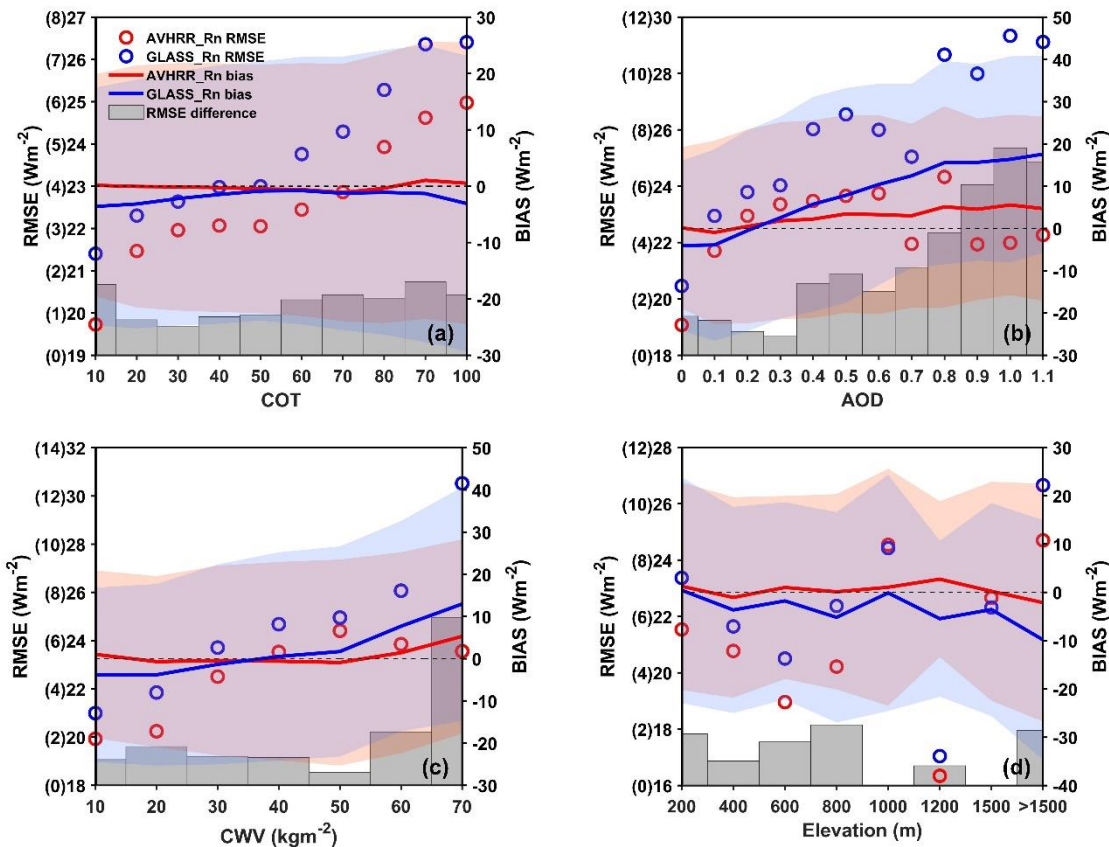 (8)27
(7)26
(6)25
(5)24
(4)23
(3)22
(2)21
(1)20
(0)19
RMSE (Wm-2)
AVHRR_Rn RMSE
GLASS_Rn RMSE
AVHRR_Rn bias
GLASS_Rn bias
RMSE difference
(a)
30
20
10
0
-10
-20
-30
BIAS (Wm-2)
10 20 30 40 50 60 70 80 70 100
COT
(12)30
(10)28
(8)26
(6)24
(4)22
(2)20
(0)18
RMSE (Wm-2)
(b)
50
40
30
20
10
0
-10
-20
-30
BIAS (Wm-2)
0 0.1 0.2 0.3 0.4 0.5 0.6 0.7 0.8 0.9 1.0 1.1
AOD
(14)32
(12)30
(10)28
(8)26
(6)24
(4)22
(2)20
(0)18
RMSE (Wm-2)
(c)
50
40
30
20
10
0
-10
-20
-30
BIAS (Wm-2)
10 20 30 40 50 60 70
CWV (kgm-2)
(12)28
(10)26
(8)24
(6)22
(4)20
(2)18
(0)16
RMSE (Wm-2)
(d)
30
20
10
0
-10
-20
-30
-40
BIAS (Wm-2)
200 400 600 800 1000 1200 1500 >1500
Elevation (m)